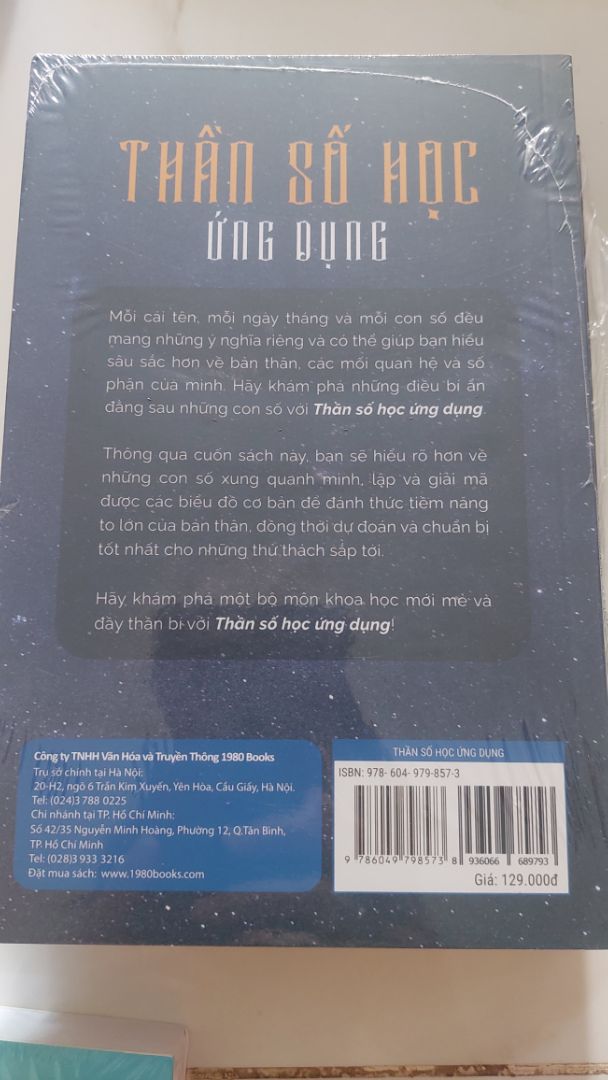 THẦN SỐ HỌC
ỨNG DỤNG
Mỗi cái tên, mỗi ngày tháng và mỗi con số đều
mang những ý nghĩa riêng và có thể giúp bạn hiểu
sâu sắc hơn về bản thân, các mối quan hệ và số
phận của mình. Hãy khám phá những điều bí ẩn
đằng sau những con số với Thần số học ứng dụng.
Thông qua cuốn sách này, bạn sẽ hiểu rõ hơn về
những con số xung quanh mình, lập và giải mã
được các biểu đồ cơ bản để đánh thức tiềm năng
to lớn của bản thân, đồng thời dự đoán và chuẩn bị
tốt nhất cho những thử thách sắp tới.
Hãy khám phá một bộ môn khoa học mới mẻ và
đầy thần bí với Thần số học ứng dụng!
Công ty TNHH Văn Hóa và Truyền Thông 1980 Books
Trụ sở chính tại Hà Nội:
20-H2, ngõ 6 Trần Kim Xuyến, Yên Hòa, Cầu Giấy, Hà Nội.
Tel: (024)3 788 0225
Chi nhánh tại TP. Hồ Chí Minh:
Số 42/35 Nguyễn Minh Hoàng, Phường 12, Q.Tân Bình,
TP. Hồ Chí Minh
Tel: (028)3 933 3216
Đặt mua sách: www.1980books.com
THẦN SỐ HỌC ỨNG DỤNG
ISBN: 978- 604- 979-857-3
9 786049 798573 8 936066 689793
Giá: 129.000đ